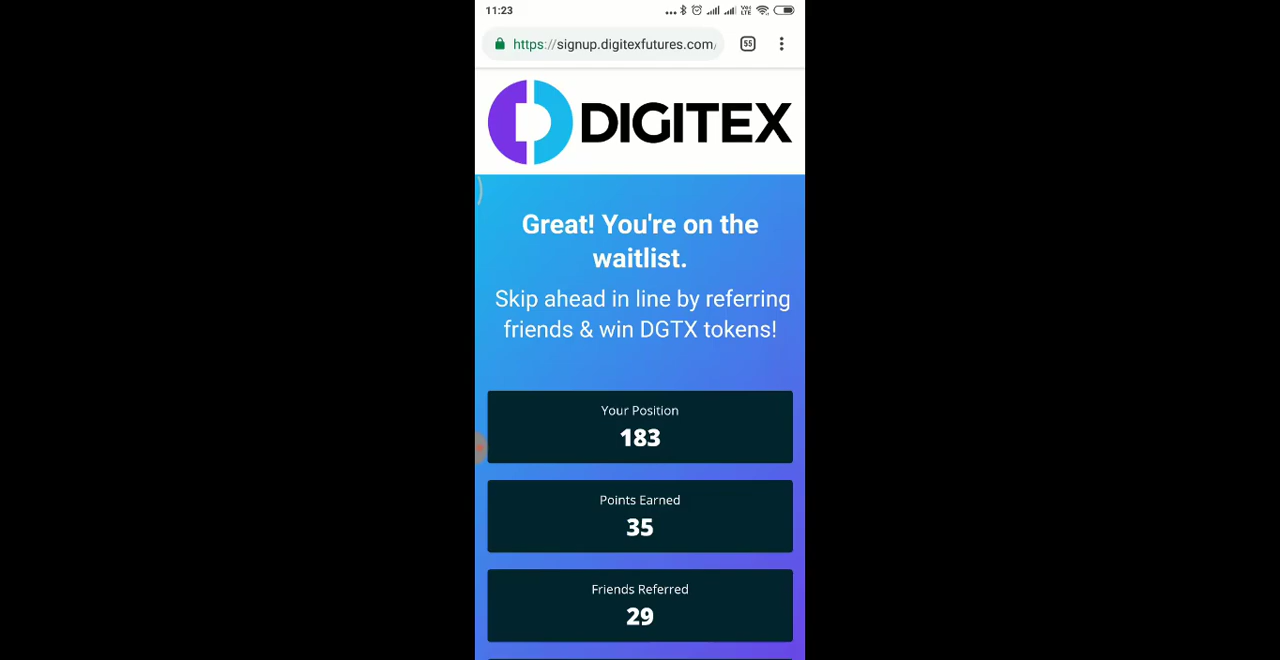 11:23
VoLTE
https://signup.digitexfutures.com/
55
DIGITEX
Great! You're on the
waitlist.
Skip ahead in line by referring
friends & win DGTX tokens!
Your Position
183
Points Earned
35
Friends Referred
29